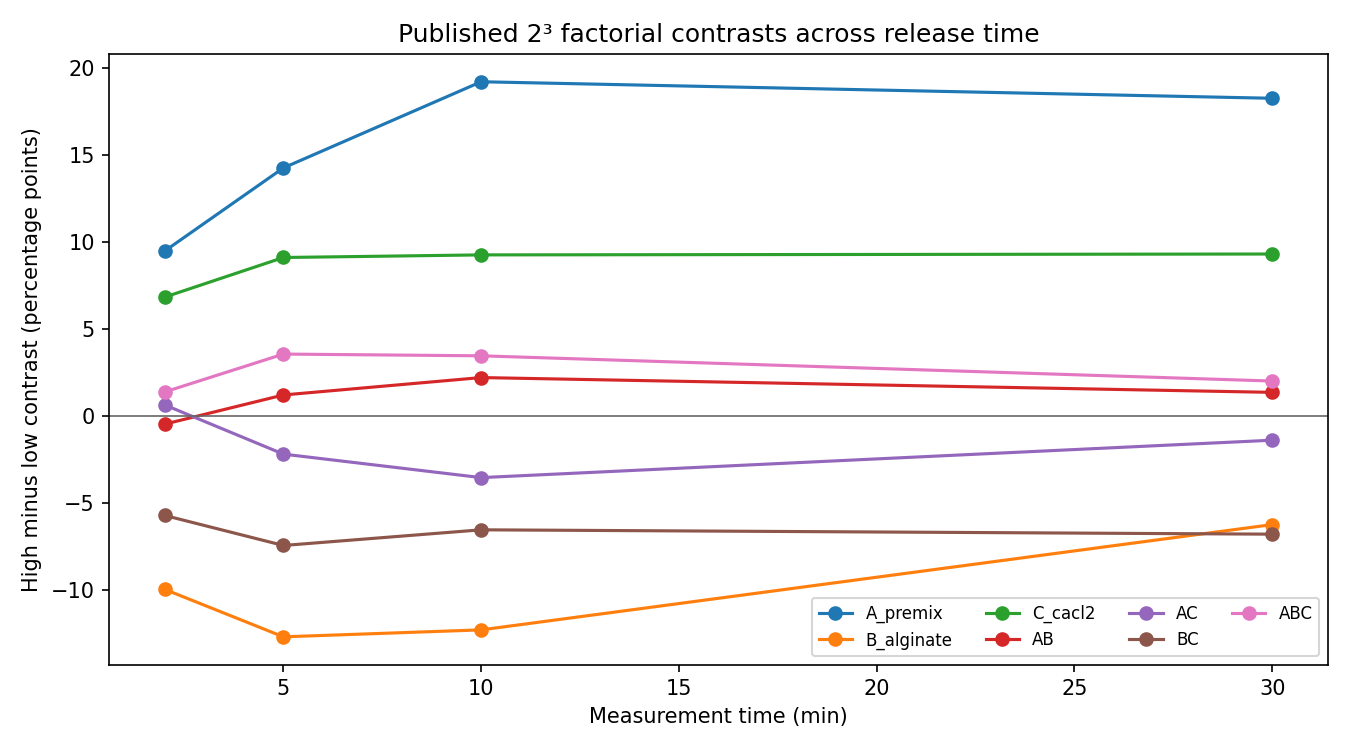 Published 2³ factorial contrasts across release time
High minus low contrast (percentage points)
20
15
10
5
0
−5
−10
5 10 15 20 25 30
Measurement time (min)
A_premix C_cacl2 AC ABC
B_alginate AB BC